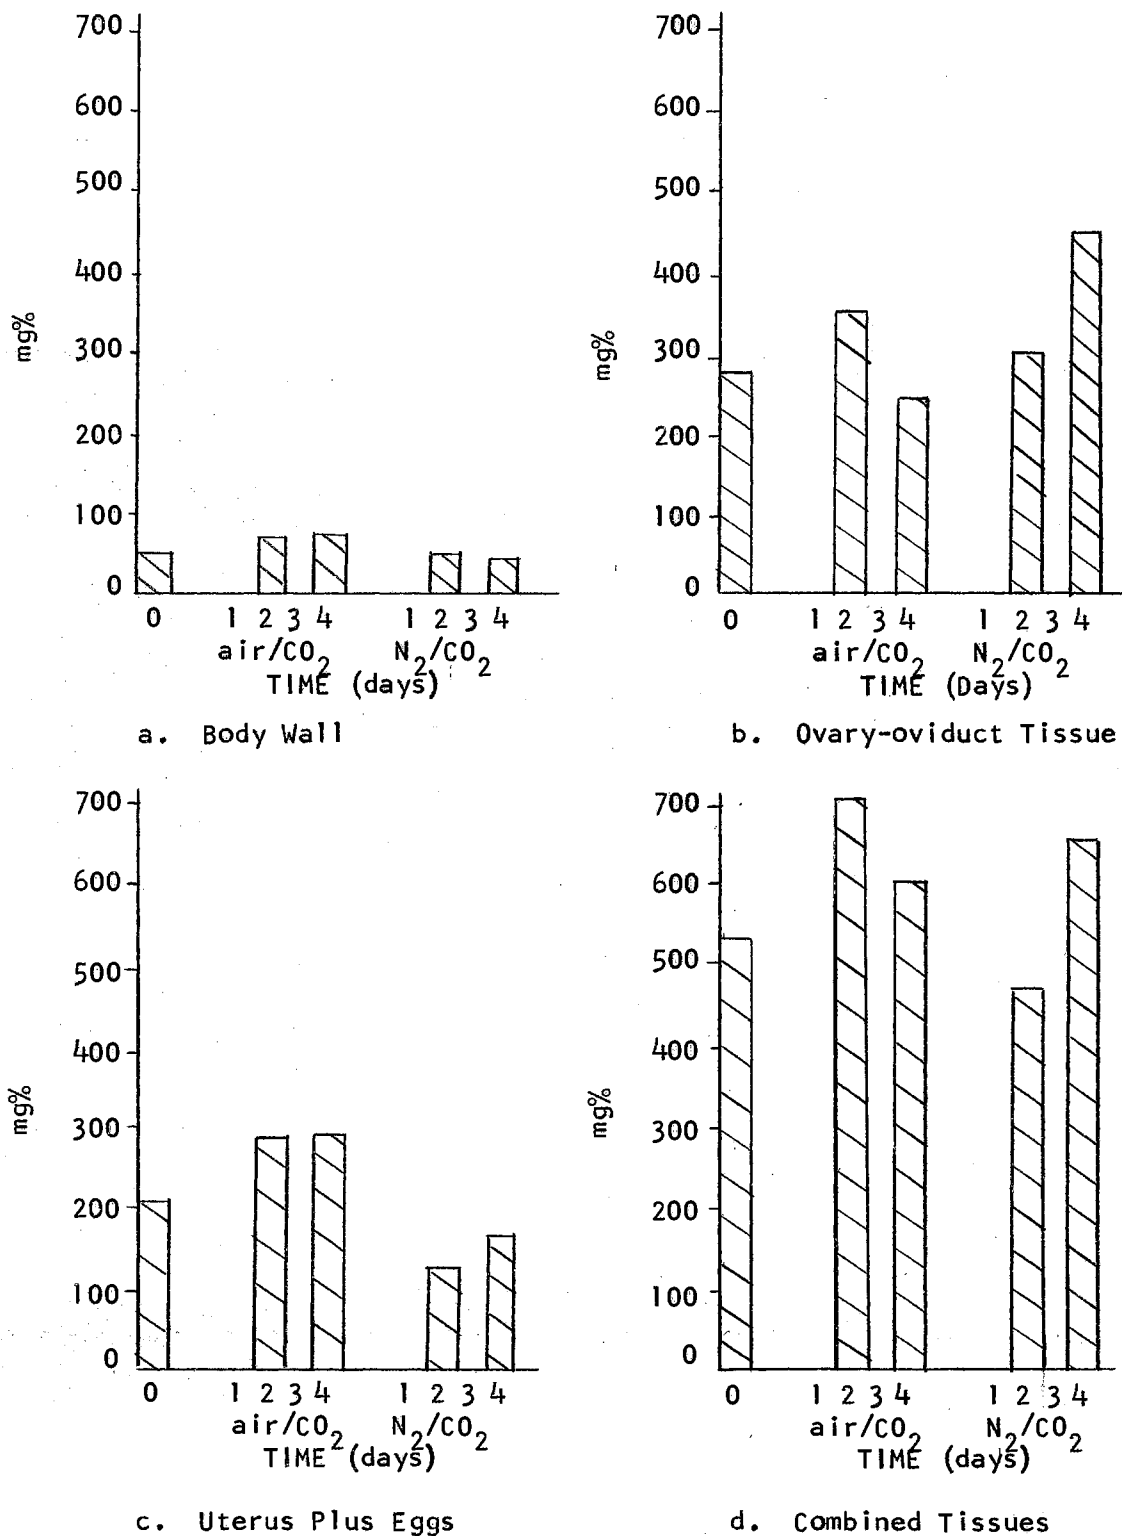 700
600
500
400
300
200
100
0
mg%
0 1 2 3 4 1 2 3 4
air/CO2 N2/CO2
TIME (days)
a. Body Wall
700
600
500
400
300
200
100
0
mg%
0 1 2 3 4 1 2 3 4
air/CO2 N2/CO2
TIME (Days)
b. Ovary-oviduct Tissue
700
600
500
400
300
200
100
0
mg%
0 1 2 3 4 1 2 3 4
air/CO2 N2/CO2
TIME (days)
c. Uterus Plus Eggs
700
600
500
400
300
200
100
0
mg%
0 1 2 3 4 1 2 3 4
air/CO2 N2/CO2
TIME (days)
d. Combined Tissues